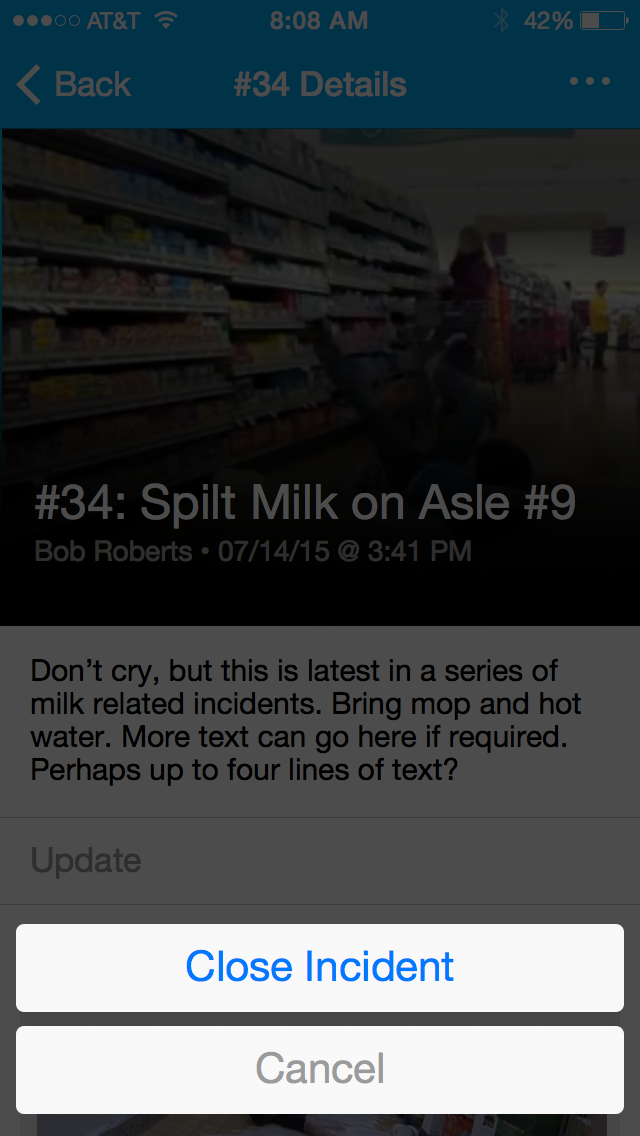 AT&T 8:08 AM 42%
Back #34 Details
#34: Spilt Milk on Asle #9
Bob Roberts • 07/14/15 @ 3:41 PM
Don’t cry, but this is latest in a series of
milk related incidents. Bring mop and hot
water. More text can go here if required.
Perhaps up to four lines of text?
Update
Close Incident
Cancel